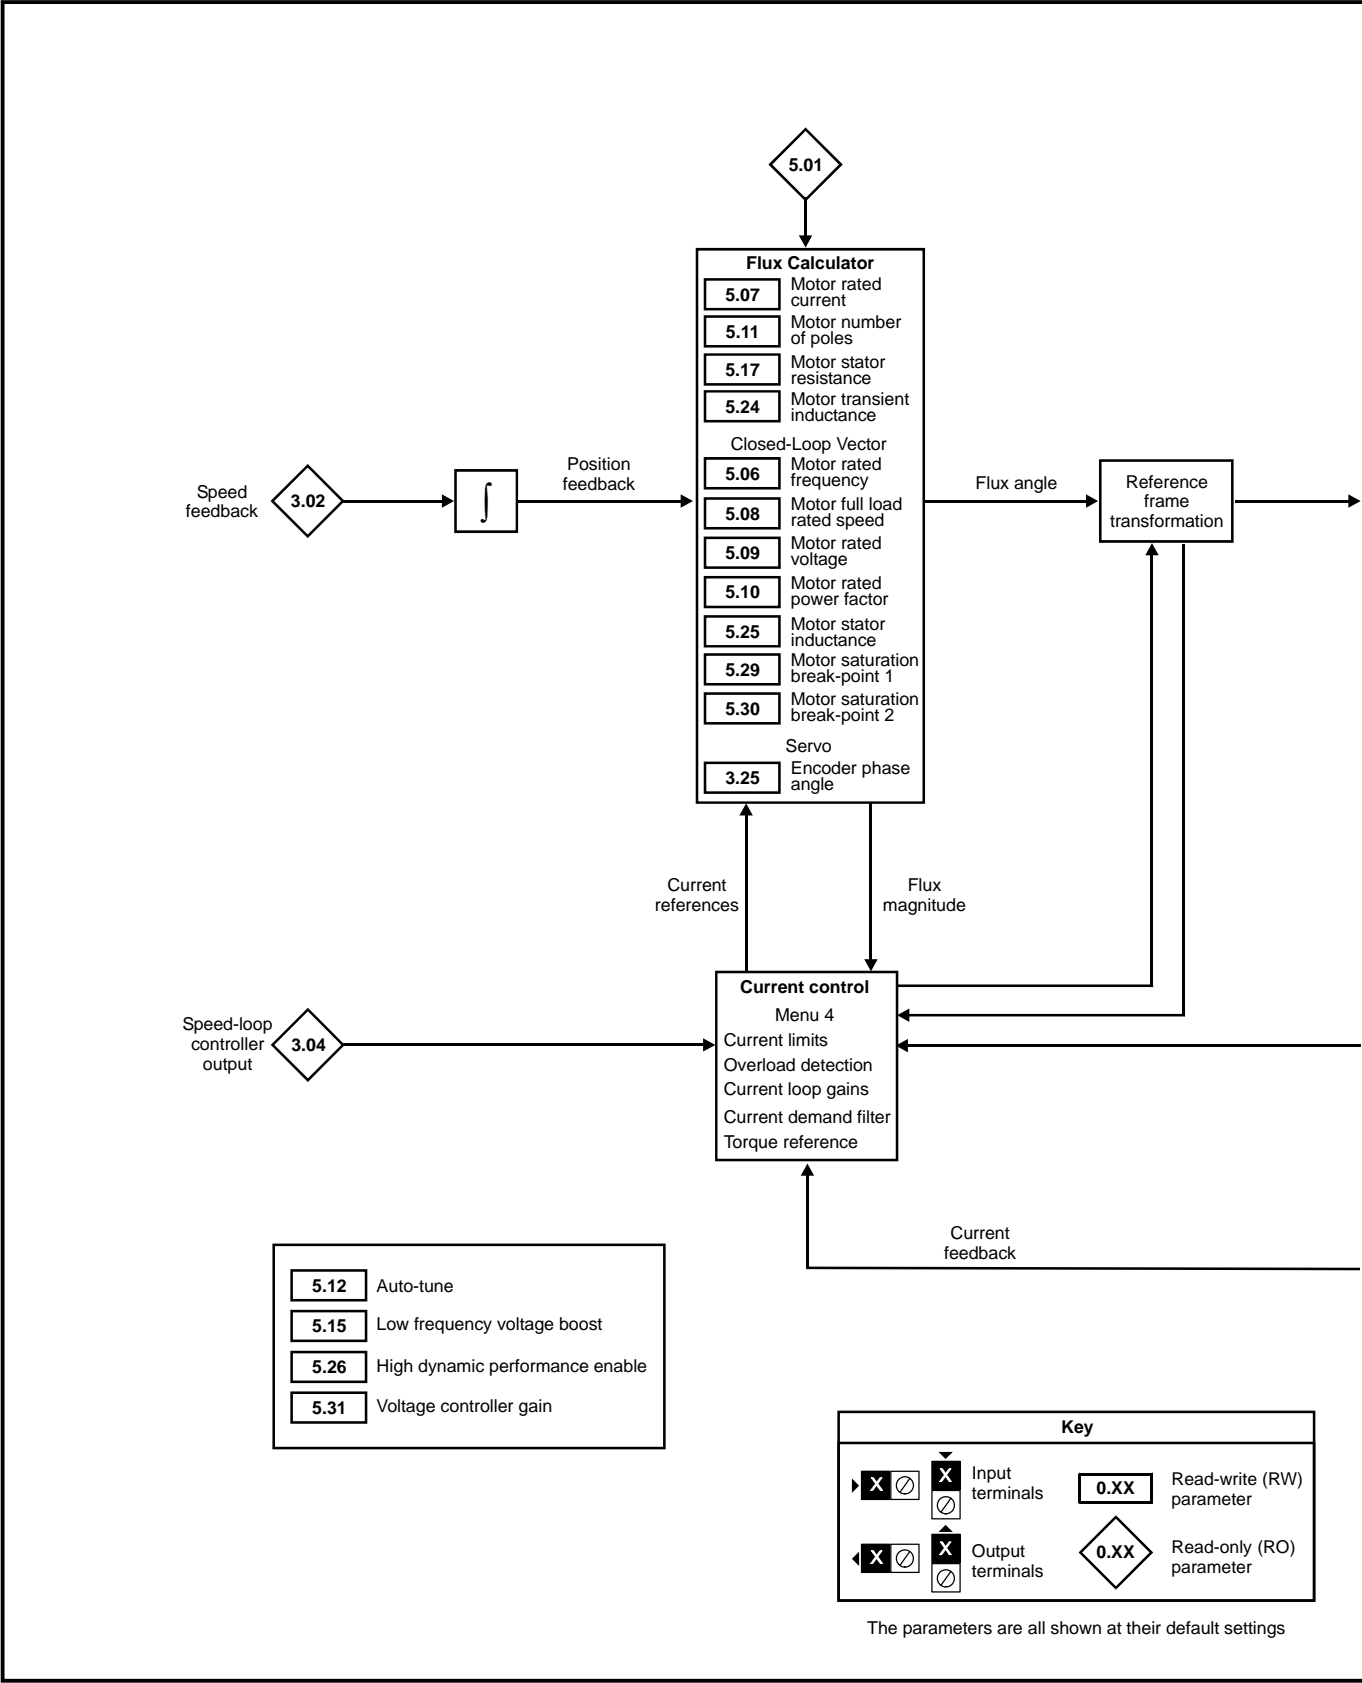 5.01
Flux Calculator
5.07 Motor rated
current
5.11 Motor number
of poles
5.17 Motor stator
resistance
5.24 Motor transient
inductance
Closed-Loop Vector
5.06 Motor rated
frequency
5.08 Motor full load
rated speed
5.09 Motor rated
voltage
5.10 Motor rated
power factor
5.25 Motor stator
inductance
5.29 Motor saturation
break-point 1
5.30 Motor saturation
break-point 2
Servo
3.25 Encoder phase
angle
Speed
feedback
3.02
∫
Position
feedback
Flux angle
Reference
frame
transformation
Current
references
Flux
magnitude
Speed-loop
controller
output
3.04
Current control
Menu 4
Current limits
Overload detection
Current loop gains
Current demand filter
Torque reference
Current
feedback
5.12 Auto-tune
5.15 Low frequency voltage boost
5.26 High dynamic performance enable
5.31 Voltage controller gain
Key
X X Input
terminals
0.XX Read-write (RW)
parameter
X X Output
terminals
0.XX Read-only (RO)
parameter
The parameters are all shown at their default settings